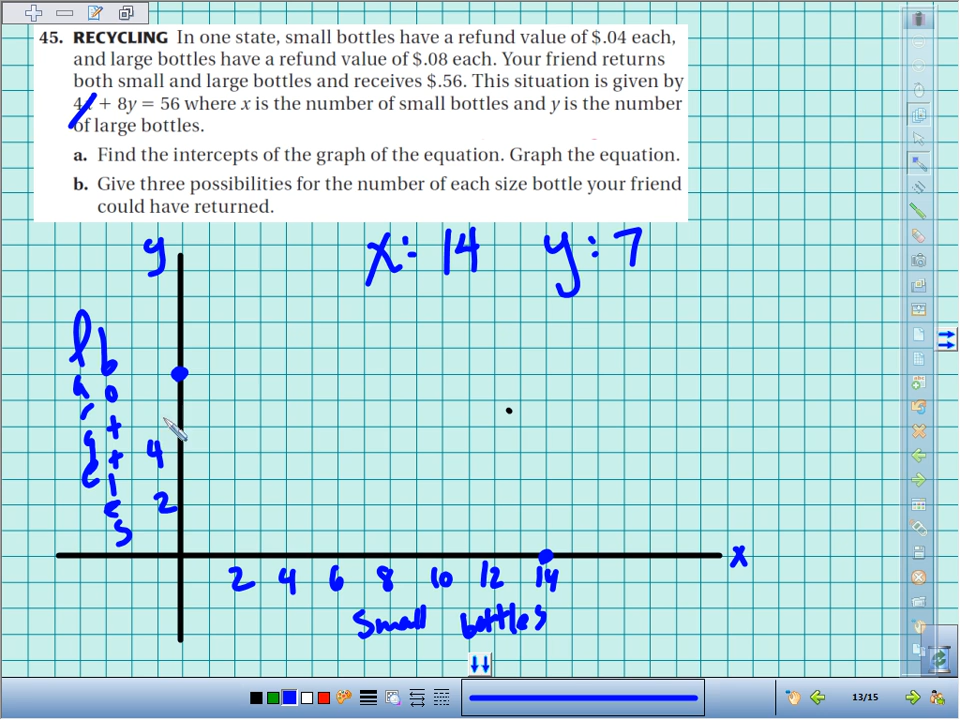 45. RECYCLING In one state, small bottles have a refund value of $.04 each,
and large bottles have a refund value of $.08 each. Your friend returns
both small and large bottles and receives $.56. This situation is given by
4x + 8y = 56 where x is the number of small bottles and y is the number
of large bottles.
a. Find the intercepts of the graph of the equation. Graph the equation.
b. Give three possibilities for the number of each size bottle your friend
could have returned.
y
x: 14 y: 7
large bottles
4
2
x
2 4 6 8 10 12 14
Small bottles
13/15